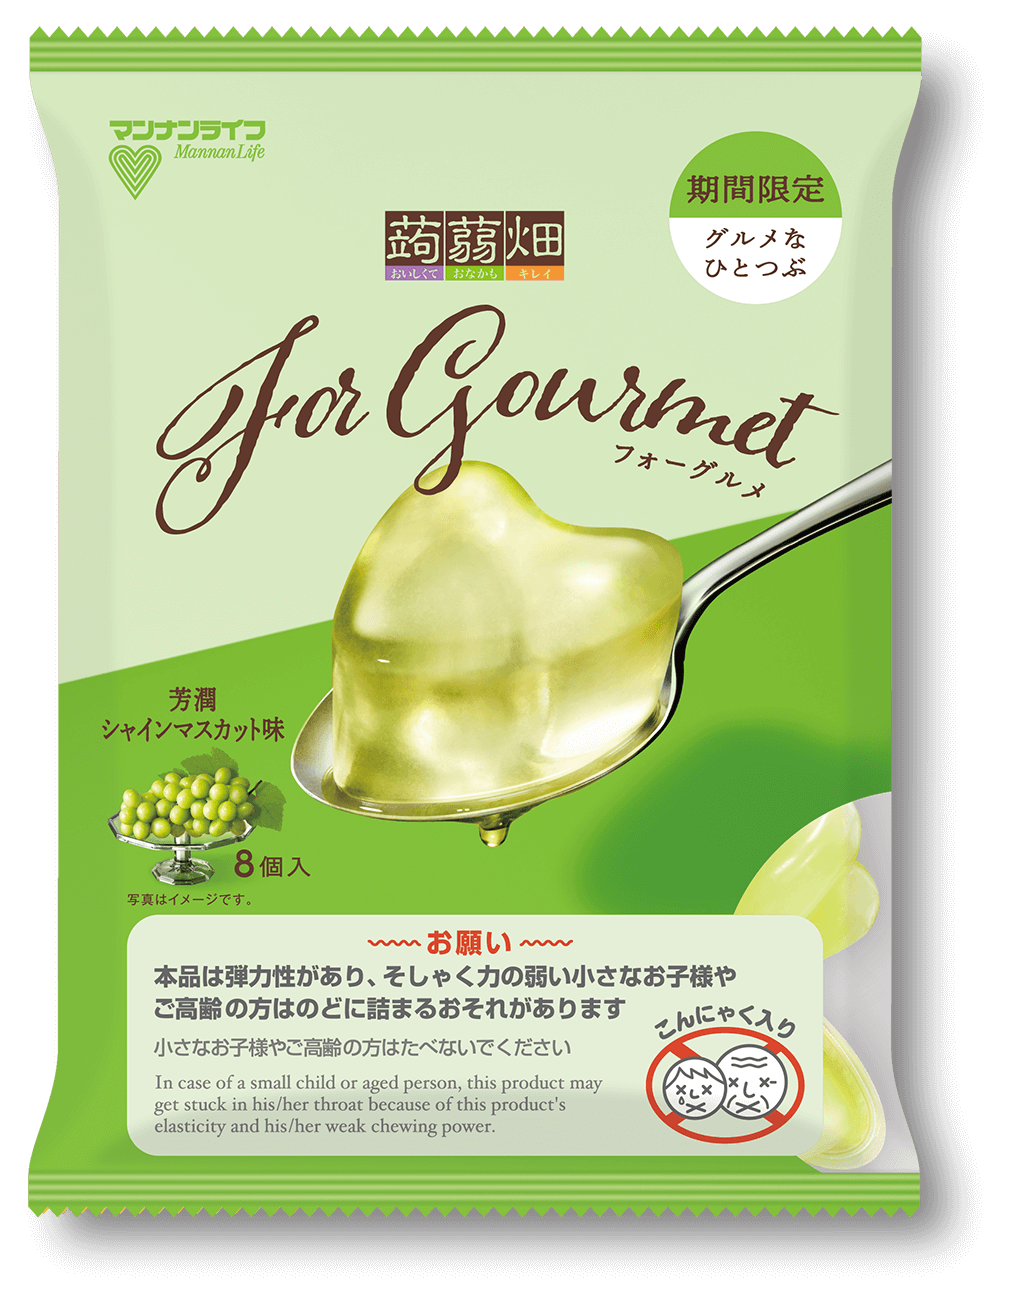 マンナンライフ
Mannan Life
期間限定
グルメな
ひとつぶ
蒟蒻畑
おいしくて おなかも キレイ
For Gourmet
フォーグルメ
芳潤
シャインマスカット味
8個入
写真はイメージです。
お願い
本品は弾力性があり、そしゃく力の弱い小さなお子様や
ご高齢の方はのどに詰まるおそれがあります
小さなお子様やご高齢の方はたべないでください
In case of a small child or aged person, this product may
get stuck in his/her throat because of this product's
elasticity and his/her weak chewing power.
こんにゃく入り